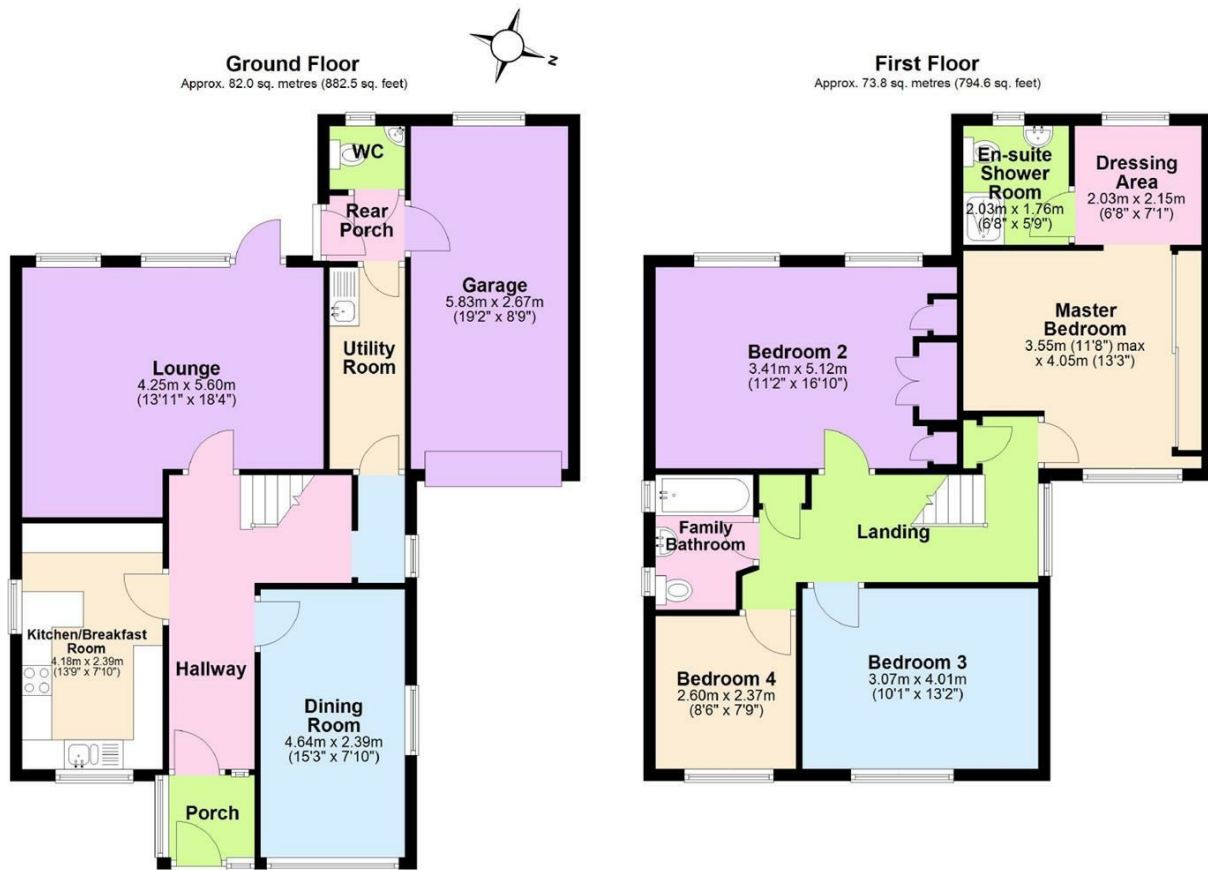 Ground Floor
Approx. 82.0 sq. metres (882.5 sq. feet)
N
WC
Rear
Porch
Garage
5.83m x 2.67m
(19'2" x 8'9")
Utility
Room
Lounge
4.25m x 5.60m
(13'11" x 18'4")
Kitchen/Breakfast
Room
4.18m x 2.39m
(13'9" x 7'10")
Hallway
Dining
Room
4.64m x 2.39m
(15'3" x 7'10")
Porch
First Floor
Approx. 73.8 sq. metres (794.6 sq. feet)
En-suite
Shower
Room
2.03m x 1.76m
(6'8" x 5'9")
Dressing
Area
2.03m x 2.15m
(6'8" x 7'1")
Master
Bedroom
3.55m (11'8") max
x 4.05m (13'3")
Bedroom 2
3.41m x 5.12m
(11'2" x 16'10")
Family
Bathroom
Landing
Bedroom 4
2.60m x 2.37m
(8'6" x 7'9")
Bedroom 3
3.07m x 4.01m
(10'1" x 13'2")